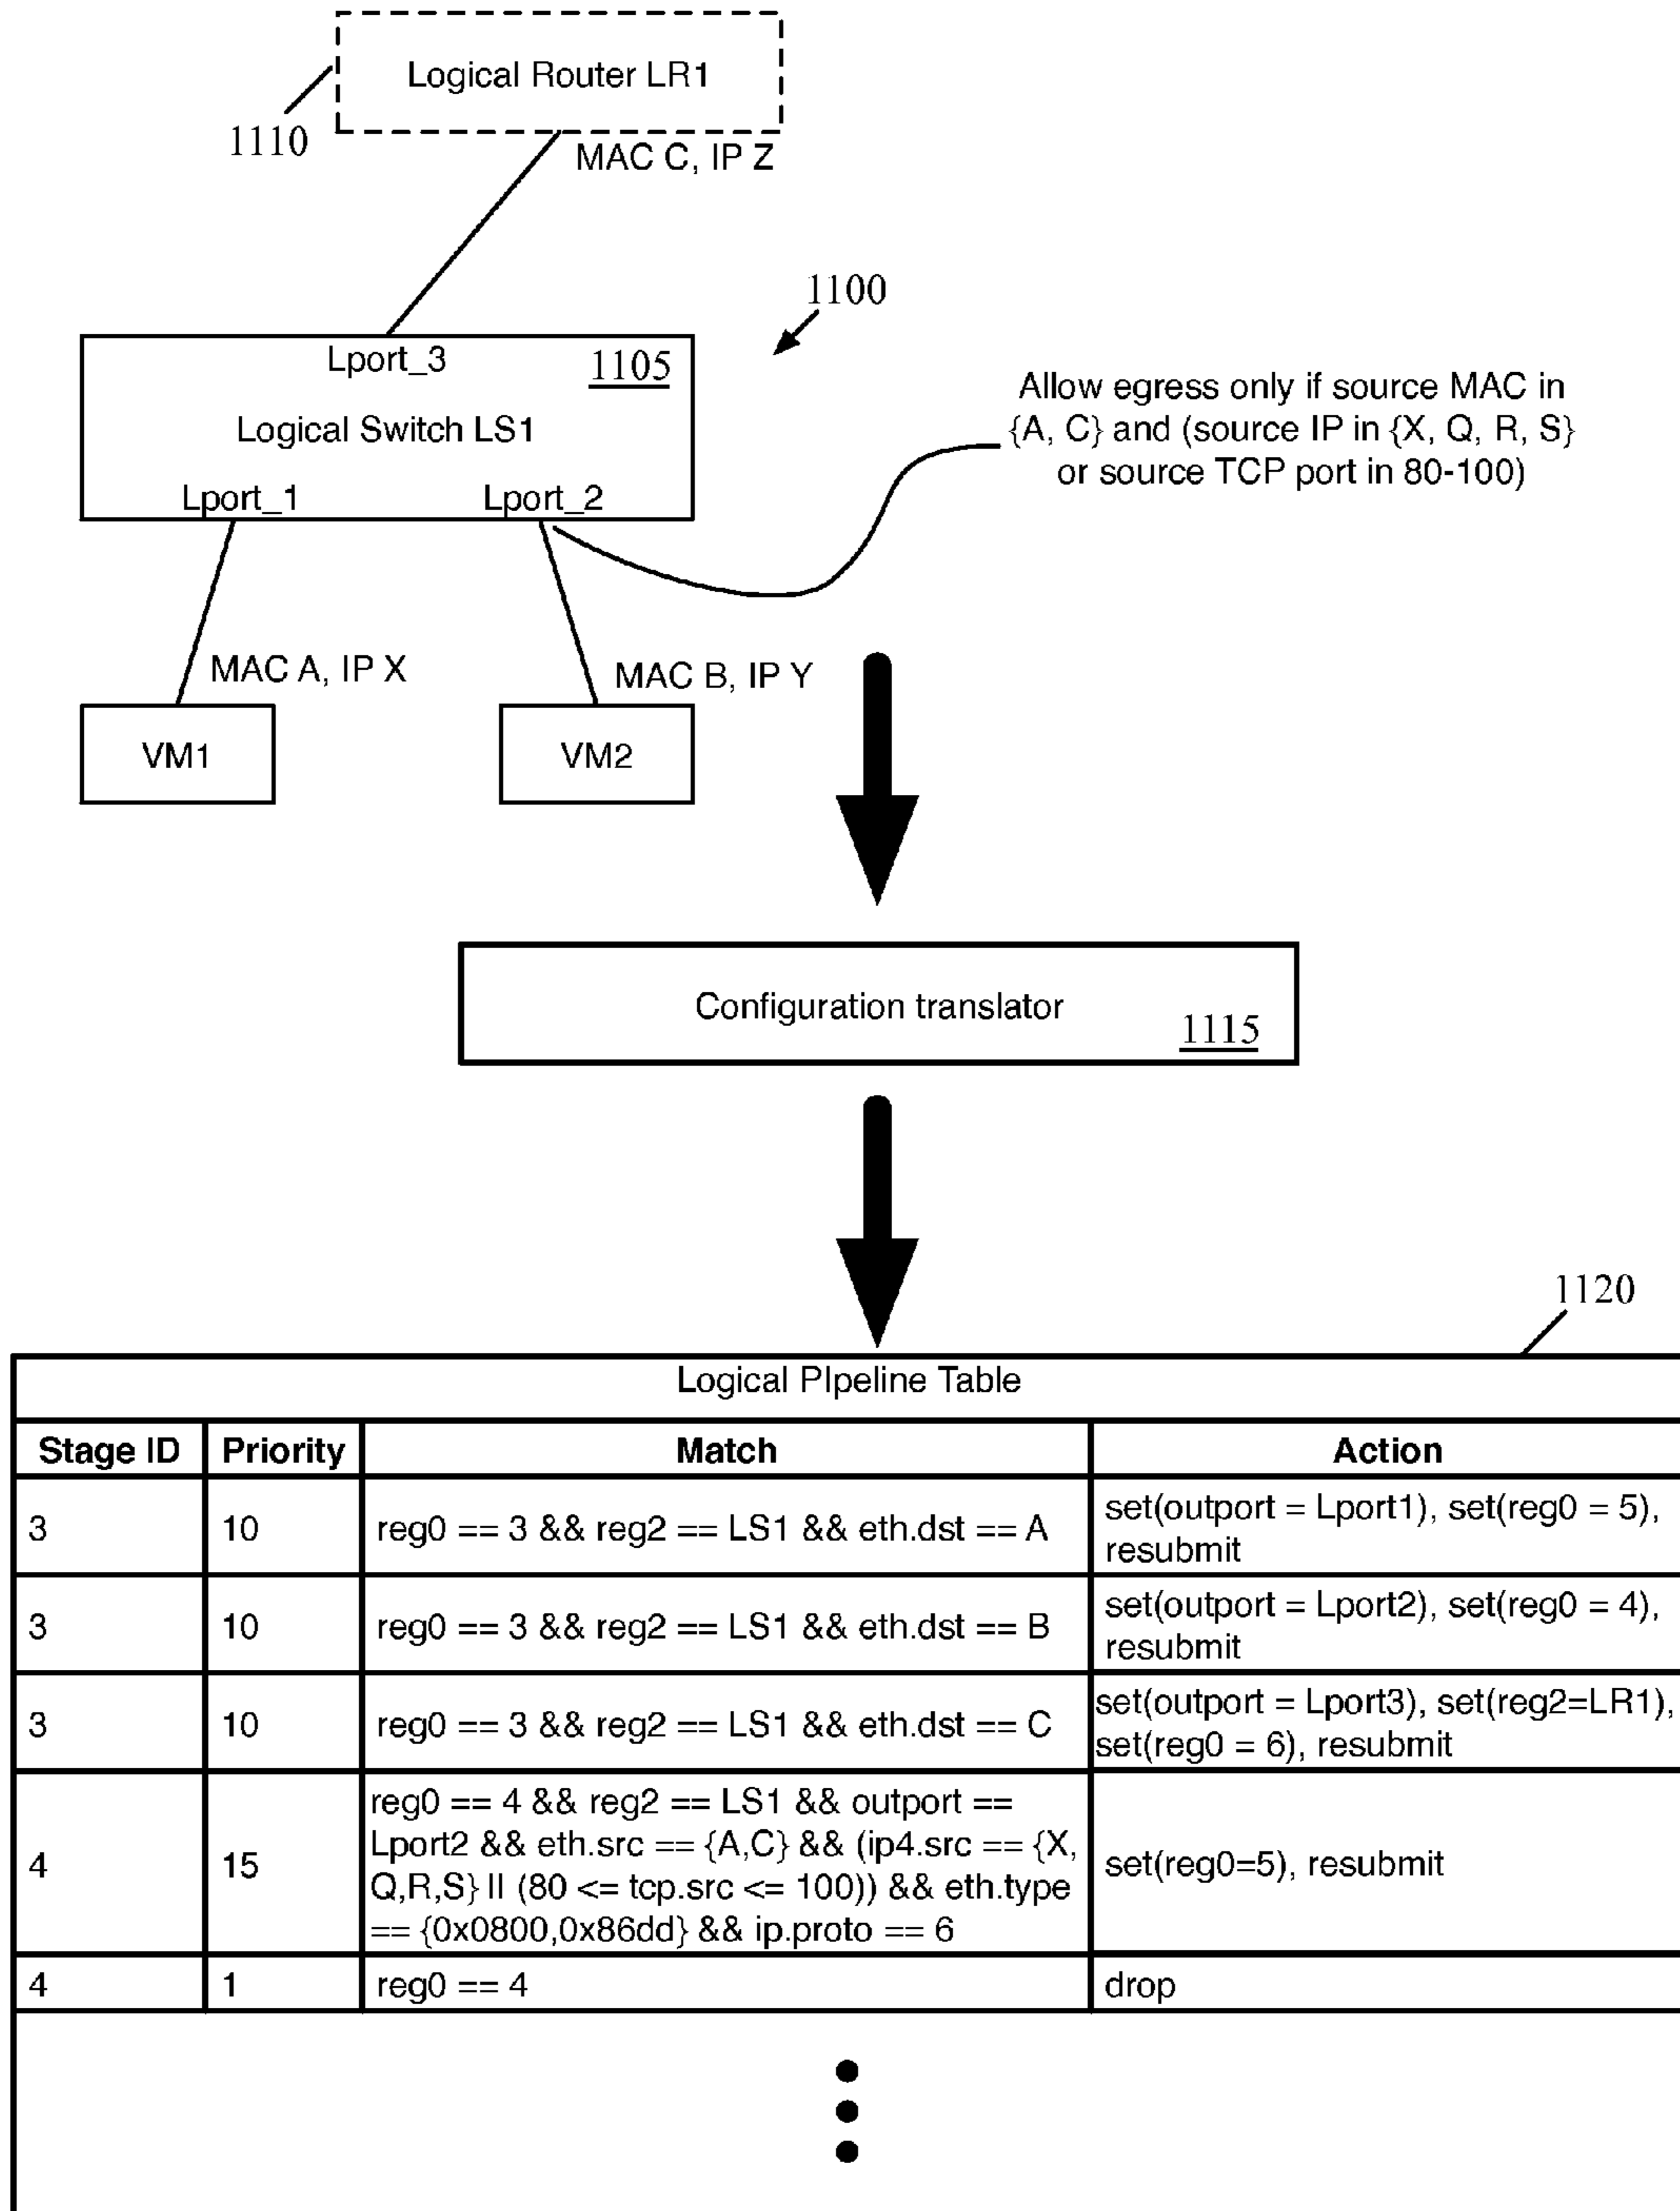 Logical Router LR1
1110
MAC C, IP Z
1100
Lport_3
1105
Logical Switch LS1
Lport_1
Lport_2
Allow egress only if source MAC in
{A, C} and (source IP in {X, Q, R, S}
or source TCP port in 80-100)
MAC A, IP X
MAC B, IP Y
VM1
VM2
Configuration translator
1115
1120
Logical PIpeline Table
Stage ID
Priority
Match
Action
3
10
reg0 == 3 && reg2 == LS1 && eth.dst == A
set(outport = Lport1), set(reg0 = 5),
resubmit
3
10
reg0 == 3 && reg2 == LS1 && eth.dst == B
set(outport = Lport2), set(reg0 = 4),
resubmit
3
10
reg0 == 3 && reg2 == LS1 && eth.dst == C
set(outport = Lport3), set(reg2=LR1),
set(reg0 = 6), resubmit
4
15
reg0 == 4 && reg2 == LS1 && outport ==
Lport2 && eth.src == {A,C} && (ip4.src == {X,
Q,R,S} || (80 <= tcp.src <= 100)) && eth.type
== {0x0800,0x86dd} && ip.proto == 6
set(reg0=5), resubmit
4
1
reg0 == 4
drop